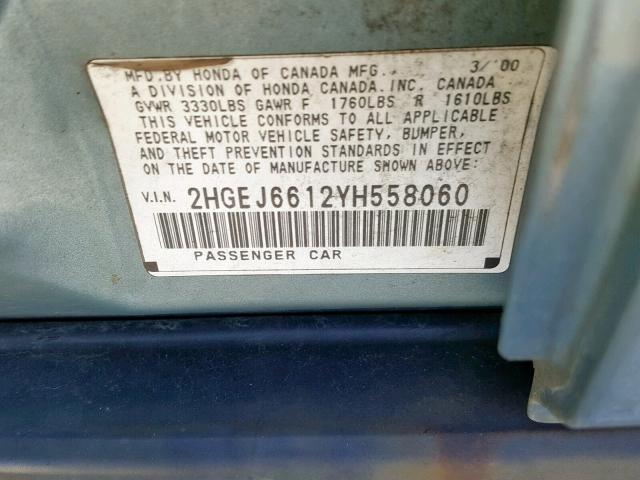 MFD. BY HONDA OF CANADA MFG., 3/'00
A DIVISION OF HONDA CANADA. INC. CANADA
GVWR 3330LBS GAWR F 1760LBS R 1610LBS
THIS VEHICLE CONFORMS TO ALL APPLICABLE
FEDERAL MOTOR VEHICLE SAFETY, BUMPER,
AND THEFT PREVENTION STANDARDS IN EFFECT
ON THE DATE OF MANUFACTURE SHOWN ABOVE:
V.I.N. 2HGEJ6612YH558060
PASSENGER CAR